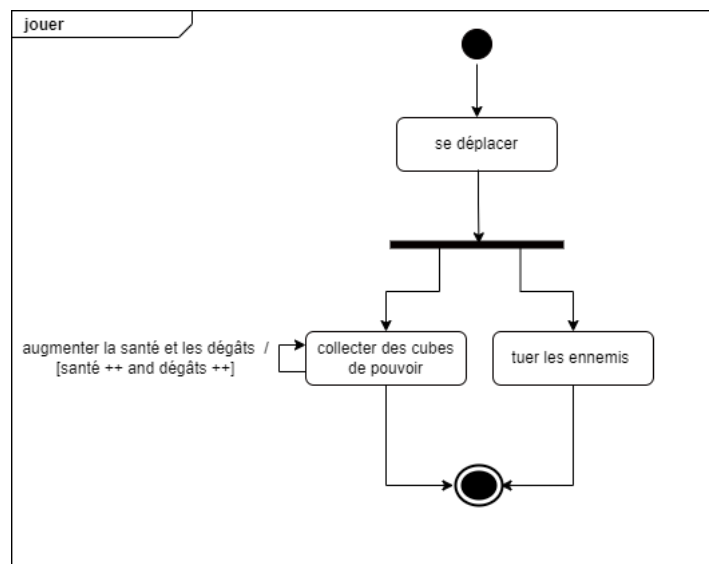 jouer
se déplacer
augmenter la santé et les dégâts /
[santé ++ and dégâts ++]
collecter des cubes
de pouvoir
tuer les ennemis